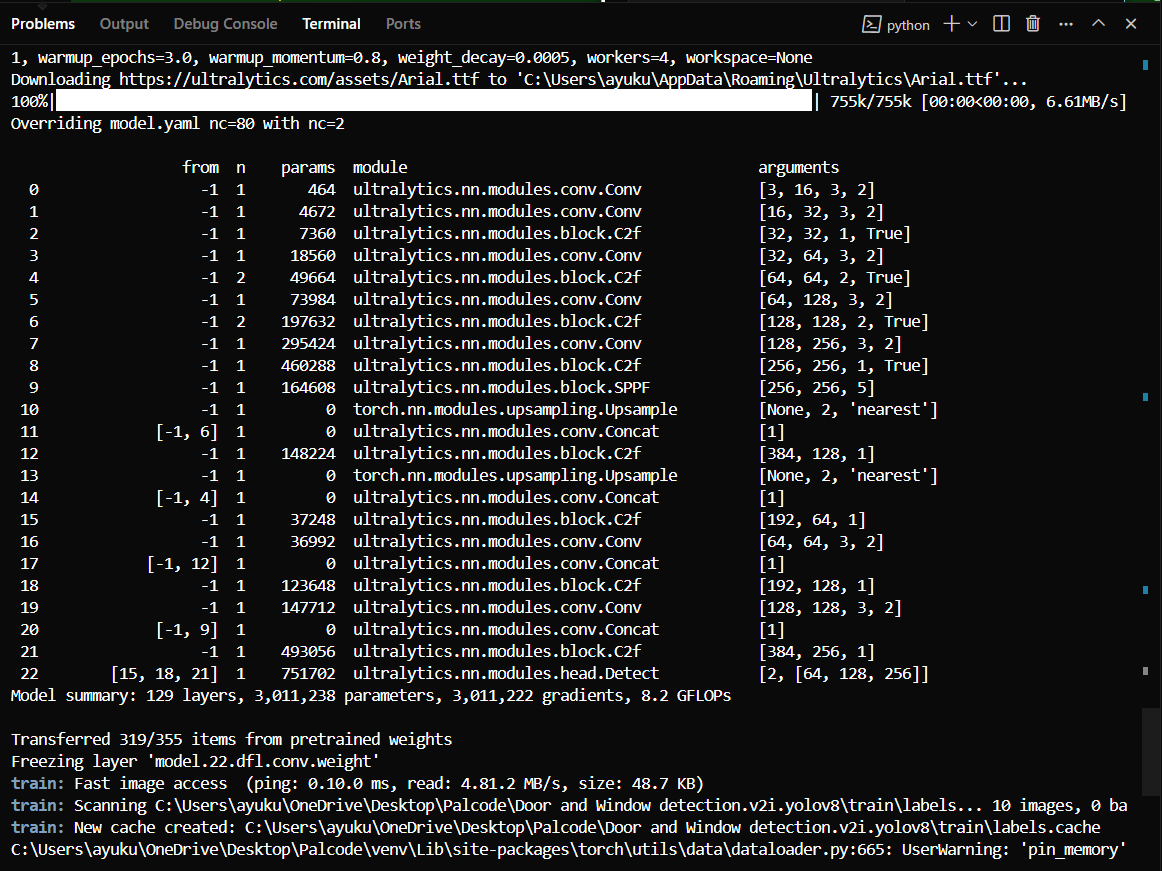 Problems Output Debug Console Terminal Ports python
1, warmup_epochs=3.0, warmup_momentum=0.8, weight_decay=0.0005, workers=4, workspace=None
Downloading https://ultralytics.com/assets/Arial.ttf to 'C:\Users\ayuku\AppData\Roaming\Ultralytics\Arial.ttf'...
100%| | 755k/755k [00:00<00:00, 6.61MB/s]
Overriding model.yaml nc=80 with nc=2
from n params module arguments
0 -1 1 464 ultralytics.nn.modules.conv.Conv [3, 16, 3, 2]
1 -1 1 4672 ultralytics.nn.modules.conv.Conv [16, 32, 3, 2]
2 -1 1 7360 ultralytics.nn.modules.block.C2f [32, 32, 1, True]
3 -1 1 18560 ultralytics.nn.modules.conv.Conv [32, 64, 3, 2]
4 -1 2 49664 ultralytics.nn.modules.block.C2f [64, 64, 2, True]
5 -1 1 73984 ultralytics.nn.modules.conv.Conv [64, 128, 3, 2]
6 -1 2 197632 ultralytics.nn.modules.block.C2f [128, 128, 2, True]
7 -1 1 295424 ultralytics.nn.modules.conv.Conv [128, 256, 3, 2]
8 -1 1 460288 ultralytics.nn.modules.block.C2f [256, 256, 1, True]
9 -1 1 164608 ultralytics.nn.modules.block.SPPF [256, 256, 5]
10 -1 1 0 torch.nn.modules.upsampling.Upsample [None, 2, 'nearest']
11 [-1, 6] 1 0 ultralytics.nn.modules.conv.Concat [1]
12 -1 1 148224 ultralytics.nn.modules.block.C2f [384, 128, 1]
13 -1 1 0 torch.nn.modules.upsampling.Upsample [None, 2, 'nearest']
14 [-1, 4] 1 0 ultralytics.nn.modules.conv.Concat [1]
15 -1 1 37248 ultralytics.nn.modules.block.C2f [192, 64, 1]
16 -1 1 36992 ultralytics.nn.modules.conv.Conv [64, 64, 3, 2]
17 [-1, 12] 1 0 ultralytics.nn.modules.conv.Concat [1]
18 -1 1 123648 ultralytics.nn.modules.block.C2f [192, 128, 1]
19 -1 1 147712 ultralytics.nn.modules.conv.Conv [128, 128, 3, 2]
20 [-1, 9] 1 0 ultralytics.nn.modules.conv.Concat [1]
21 -1 1 493056 ultralytics.nn.modules.block.C2f [384, 256, 1]
22 [15, 18, 21] 1 751702 ultralytics.nn.modules.head.Detect [2, [64, 128, 256]]
Model summary: 129 layers, 3,011,238 parameters, 3,011,222 gradients, 8.2 GFLOPs
Transferred 319/355 items from pretrained weights
Freezing layer 'model.22.dfl.conv.weight'
train: Fast image access (ping: 0.10.0 ms, read: 4.81.2 MB/s, size: 48.7 KB)
train: Scanning C:\Users\ayuku\OneDrive\Desktop\Palcode\Door and Window detection.v2i.yolov8\train\labels... 10 images, 0 ba
train: New cache created: C:\Users\ayuku\OneDrive\Desktop\Palcode\Door and Window detection.v2i.yolov8\train\labels.cache
C:\Users\ayuku\OneDrive\Desktop\Palcode\venv\Lib\site-packages\torch\utils\data\dataloader.py:665: UserWarning: 'pin_memory'